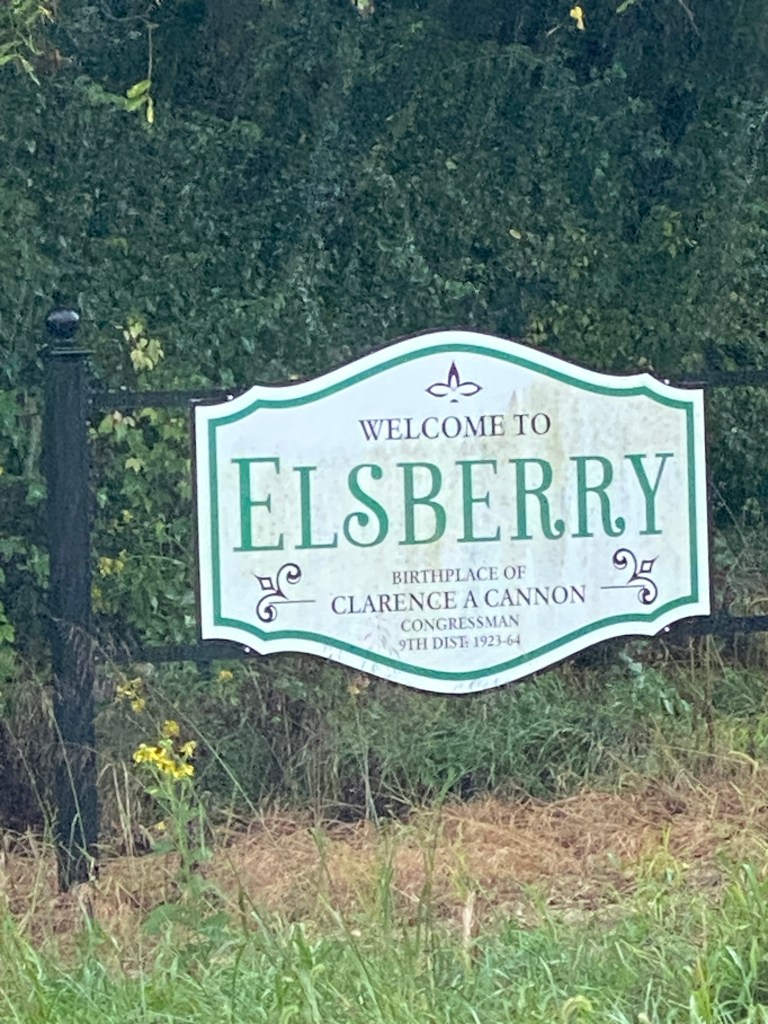 WELCOME TO
ELSBERRY
BIRTHPLACE OF
CLARENCE A CANNON
CONGRESSMAN
9TH DIST: 1923-64